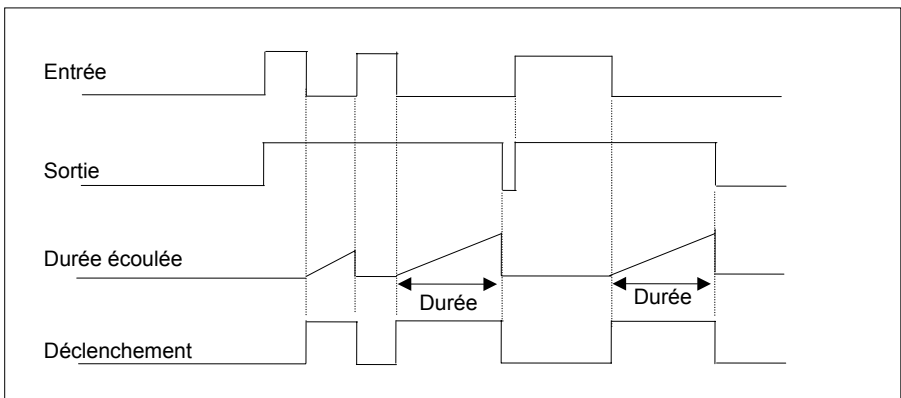 Entrée
Sortie
Durée écoulée
Durée
Durée
Déclenchement